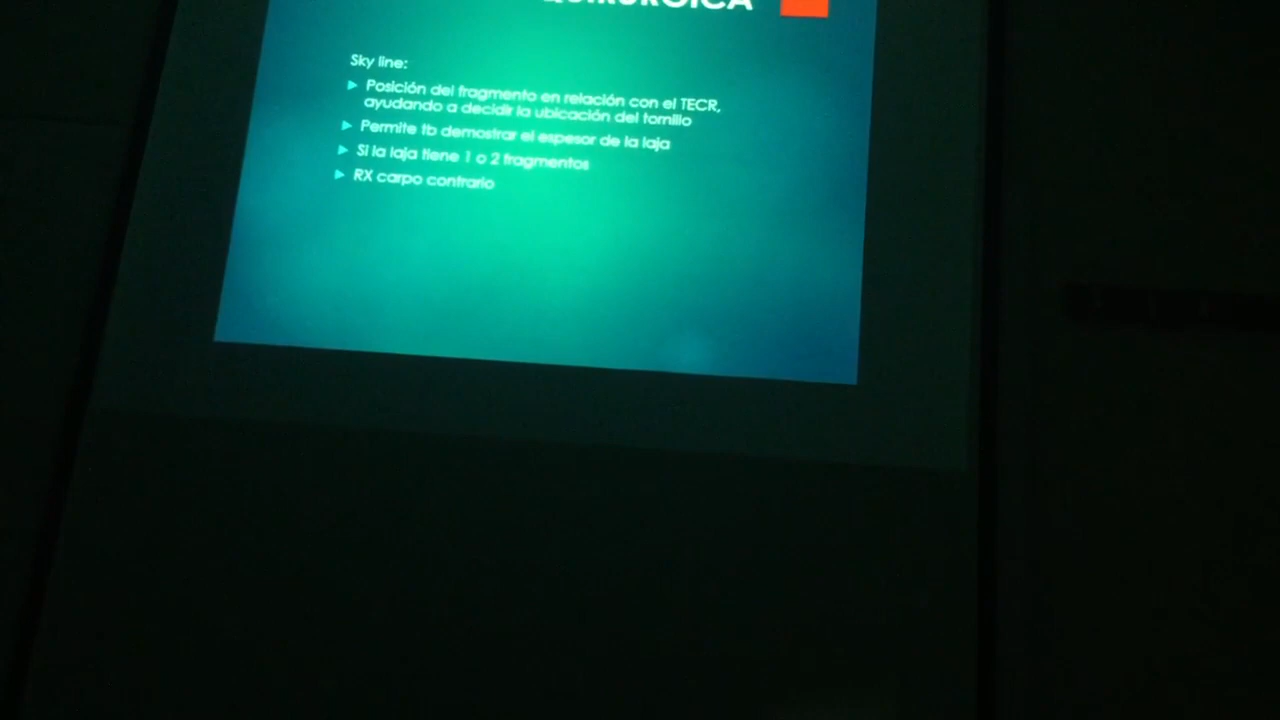 Sky line:
Posición del fragmento en relación con el TECR,
ayudando a decidir la ubicación del tornillo
Permite tb demostrar el espesor de la laja
Si la laja tiene 1 o 2 fragmentos
RX carpo contrario